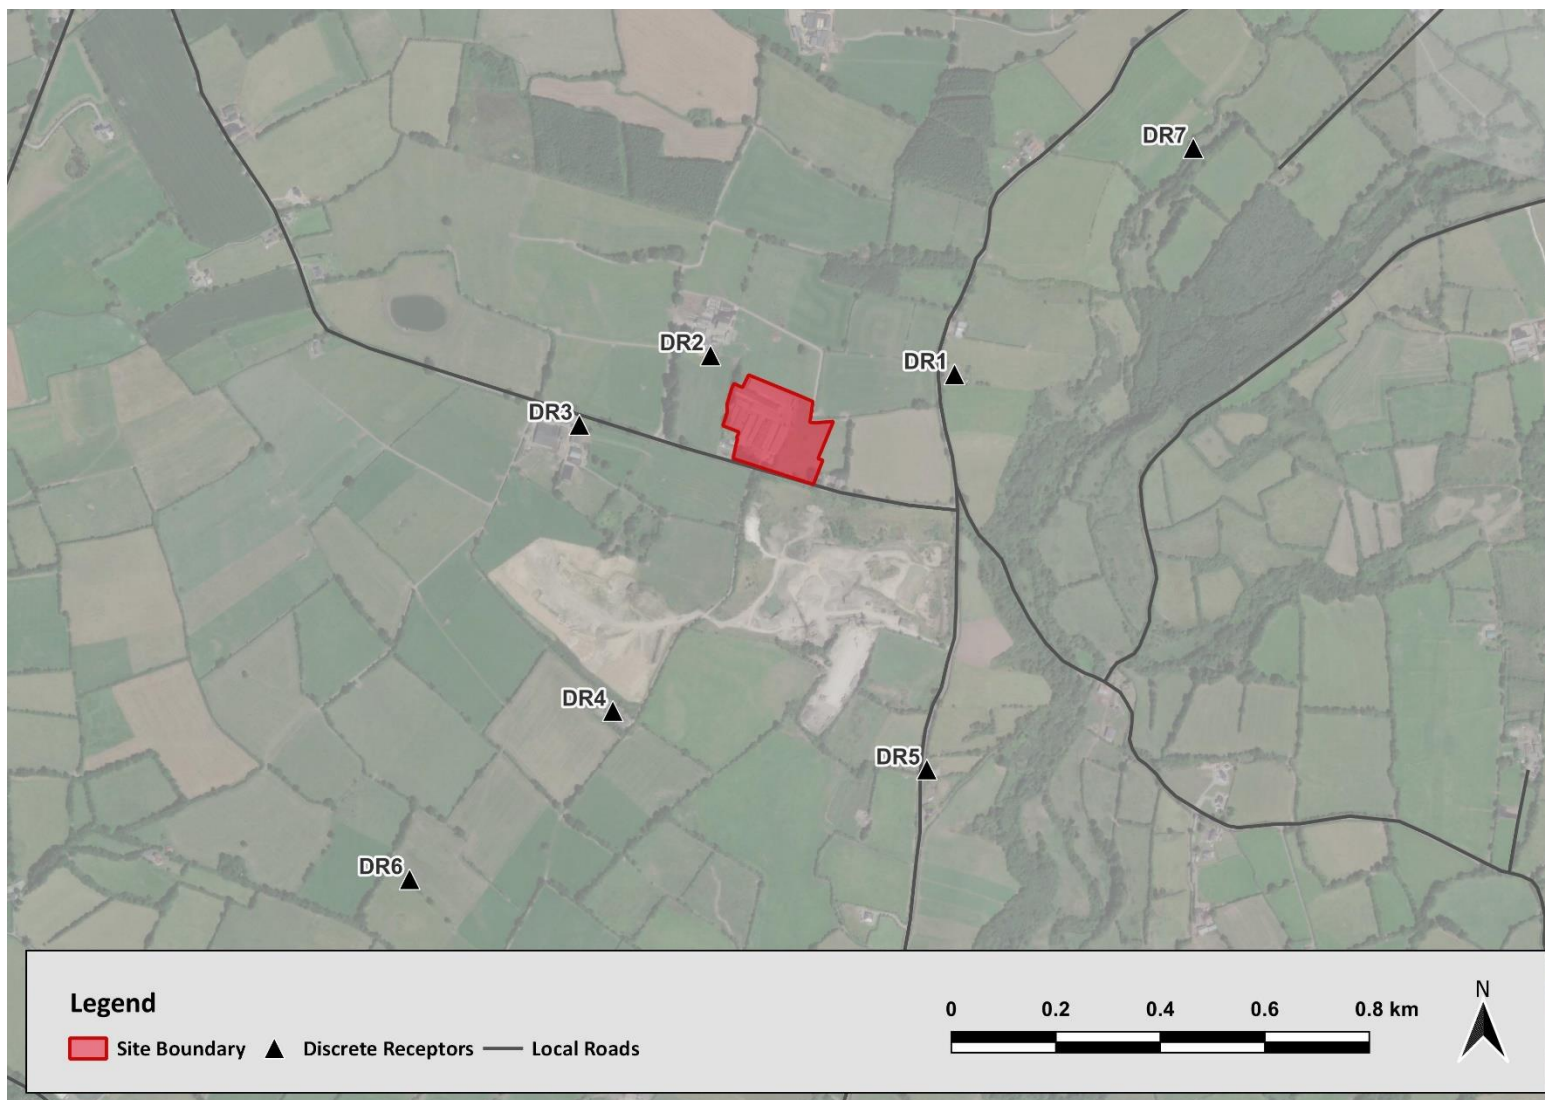 DR7
DR2
DR1
DR3
DR4
DR5
DR6
Legend
Site Boundary Discrete Receptors Local Roads
0 0.2 0.4 0.6 0.8 km
N